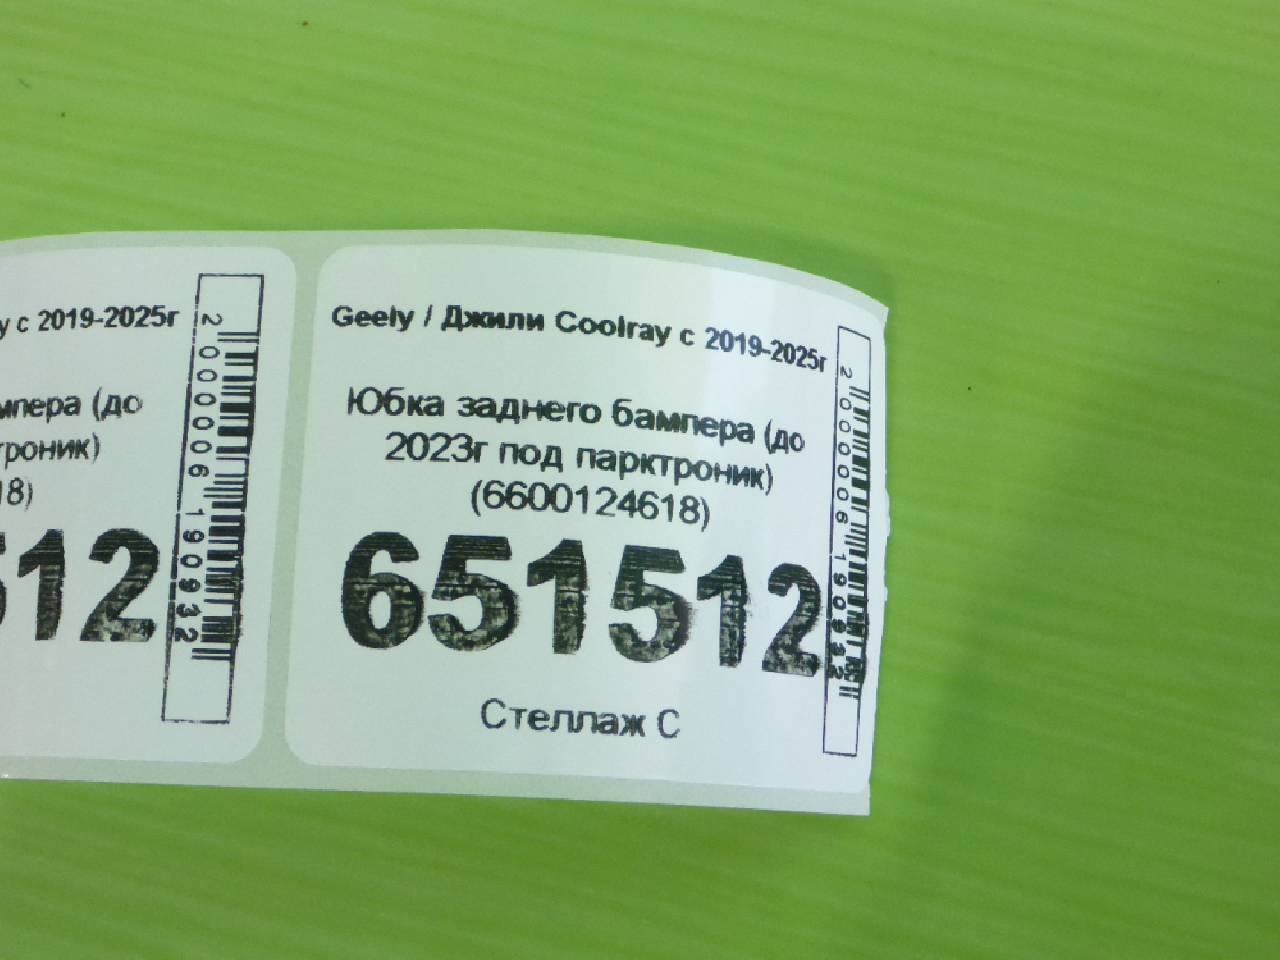 у с 2019-2025г
мпера (до
троник)
18)
512
2000006190932
Geely / Джили Coolray с 2019-2025г
Юбка заднего бампера (до
2023г под парктроник)
(6600124618)
651512
Стеллаж С
2000006190932